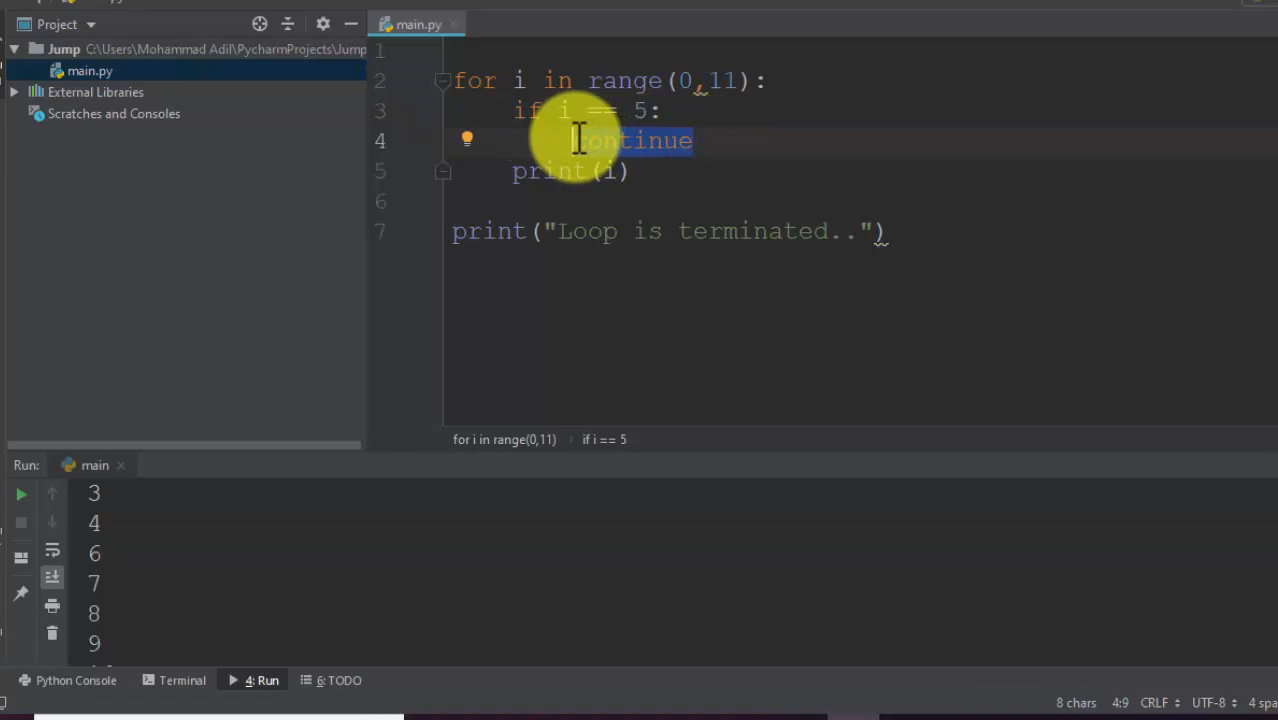 Project
main.py
Jump C:\Users\Mohammad Adil\PycharmProjects\Jump
main.py
External Libraries
Scratches and Consoles
1
2 for i in range(0,11):
3 if i == 5:
4 continue
5 print(i)
6
7 print("Loop is terminated..")
for i in range(0,11) › if i == 5
Run: main
3
4
6
7
8
9
Python Console Terminal 4: Run 6: TODO
8 chars 4:9 CRLF UTF-8 4 spa